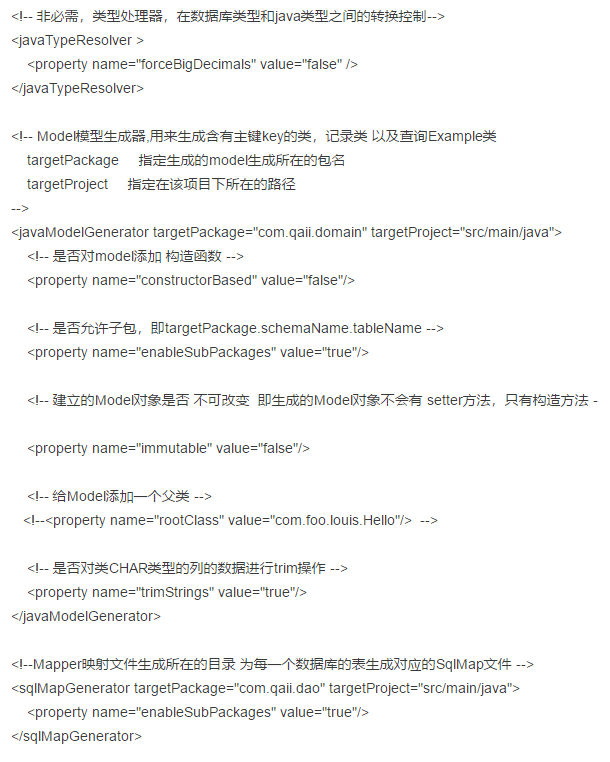 <!-- 非必需，类型处理器，在数据库类型和java类型之间的转换控制-->
<javaTypeResolver >
    <property name="forceBigDecimals" value="false" />
</javaTypeResolver>

<!-- Model模型生成器,用来生成含有主键key的类，记录类 以及查询Example类
    targetPackage     指定生成的model生成所在的包名
    targetProject     指定在该项目下所在的路径
-->
<javaModelGenerator targetPackage="com.qaii.domain" targetProject="src/main/java">
    <!-- 是否对model添加 构造函数 -->
    <property name="constructorBased" value="false"/>

    <!-- 是否允许子包，即targetPackage.schemaName.tableName -->
    <property name="enableSubPackages" value="true"/>

    <!-- 建立的Model对象是否 不可改变  即生成的Model对象不会有 setter方法，只有构造方法 -

    <property name="immutable" value="false"/>

    <!-- 给Model添加一个父类 -->
   <!--<property name="rootClass" value="com.foo.louis.Hello"/>  -->

    <!-- 是否对类CHAR类型的列的数据进行trim操作 -->
    <property name="trimStrings" value="true"/>
</javaModelGenerator>

<!--Mapper映射文件生成所在的目录 为每一个数据库的表生成对应的SqlMap文件 -->
<sqlMapGenerator targetPackage="com.qaii.dao" targetProject="src/main/java">
    <property name="enableSubPackages" value="true"/>
</sqlMapGenerator>